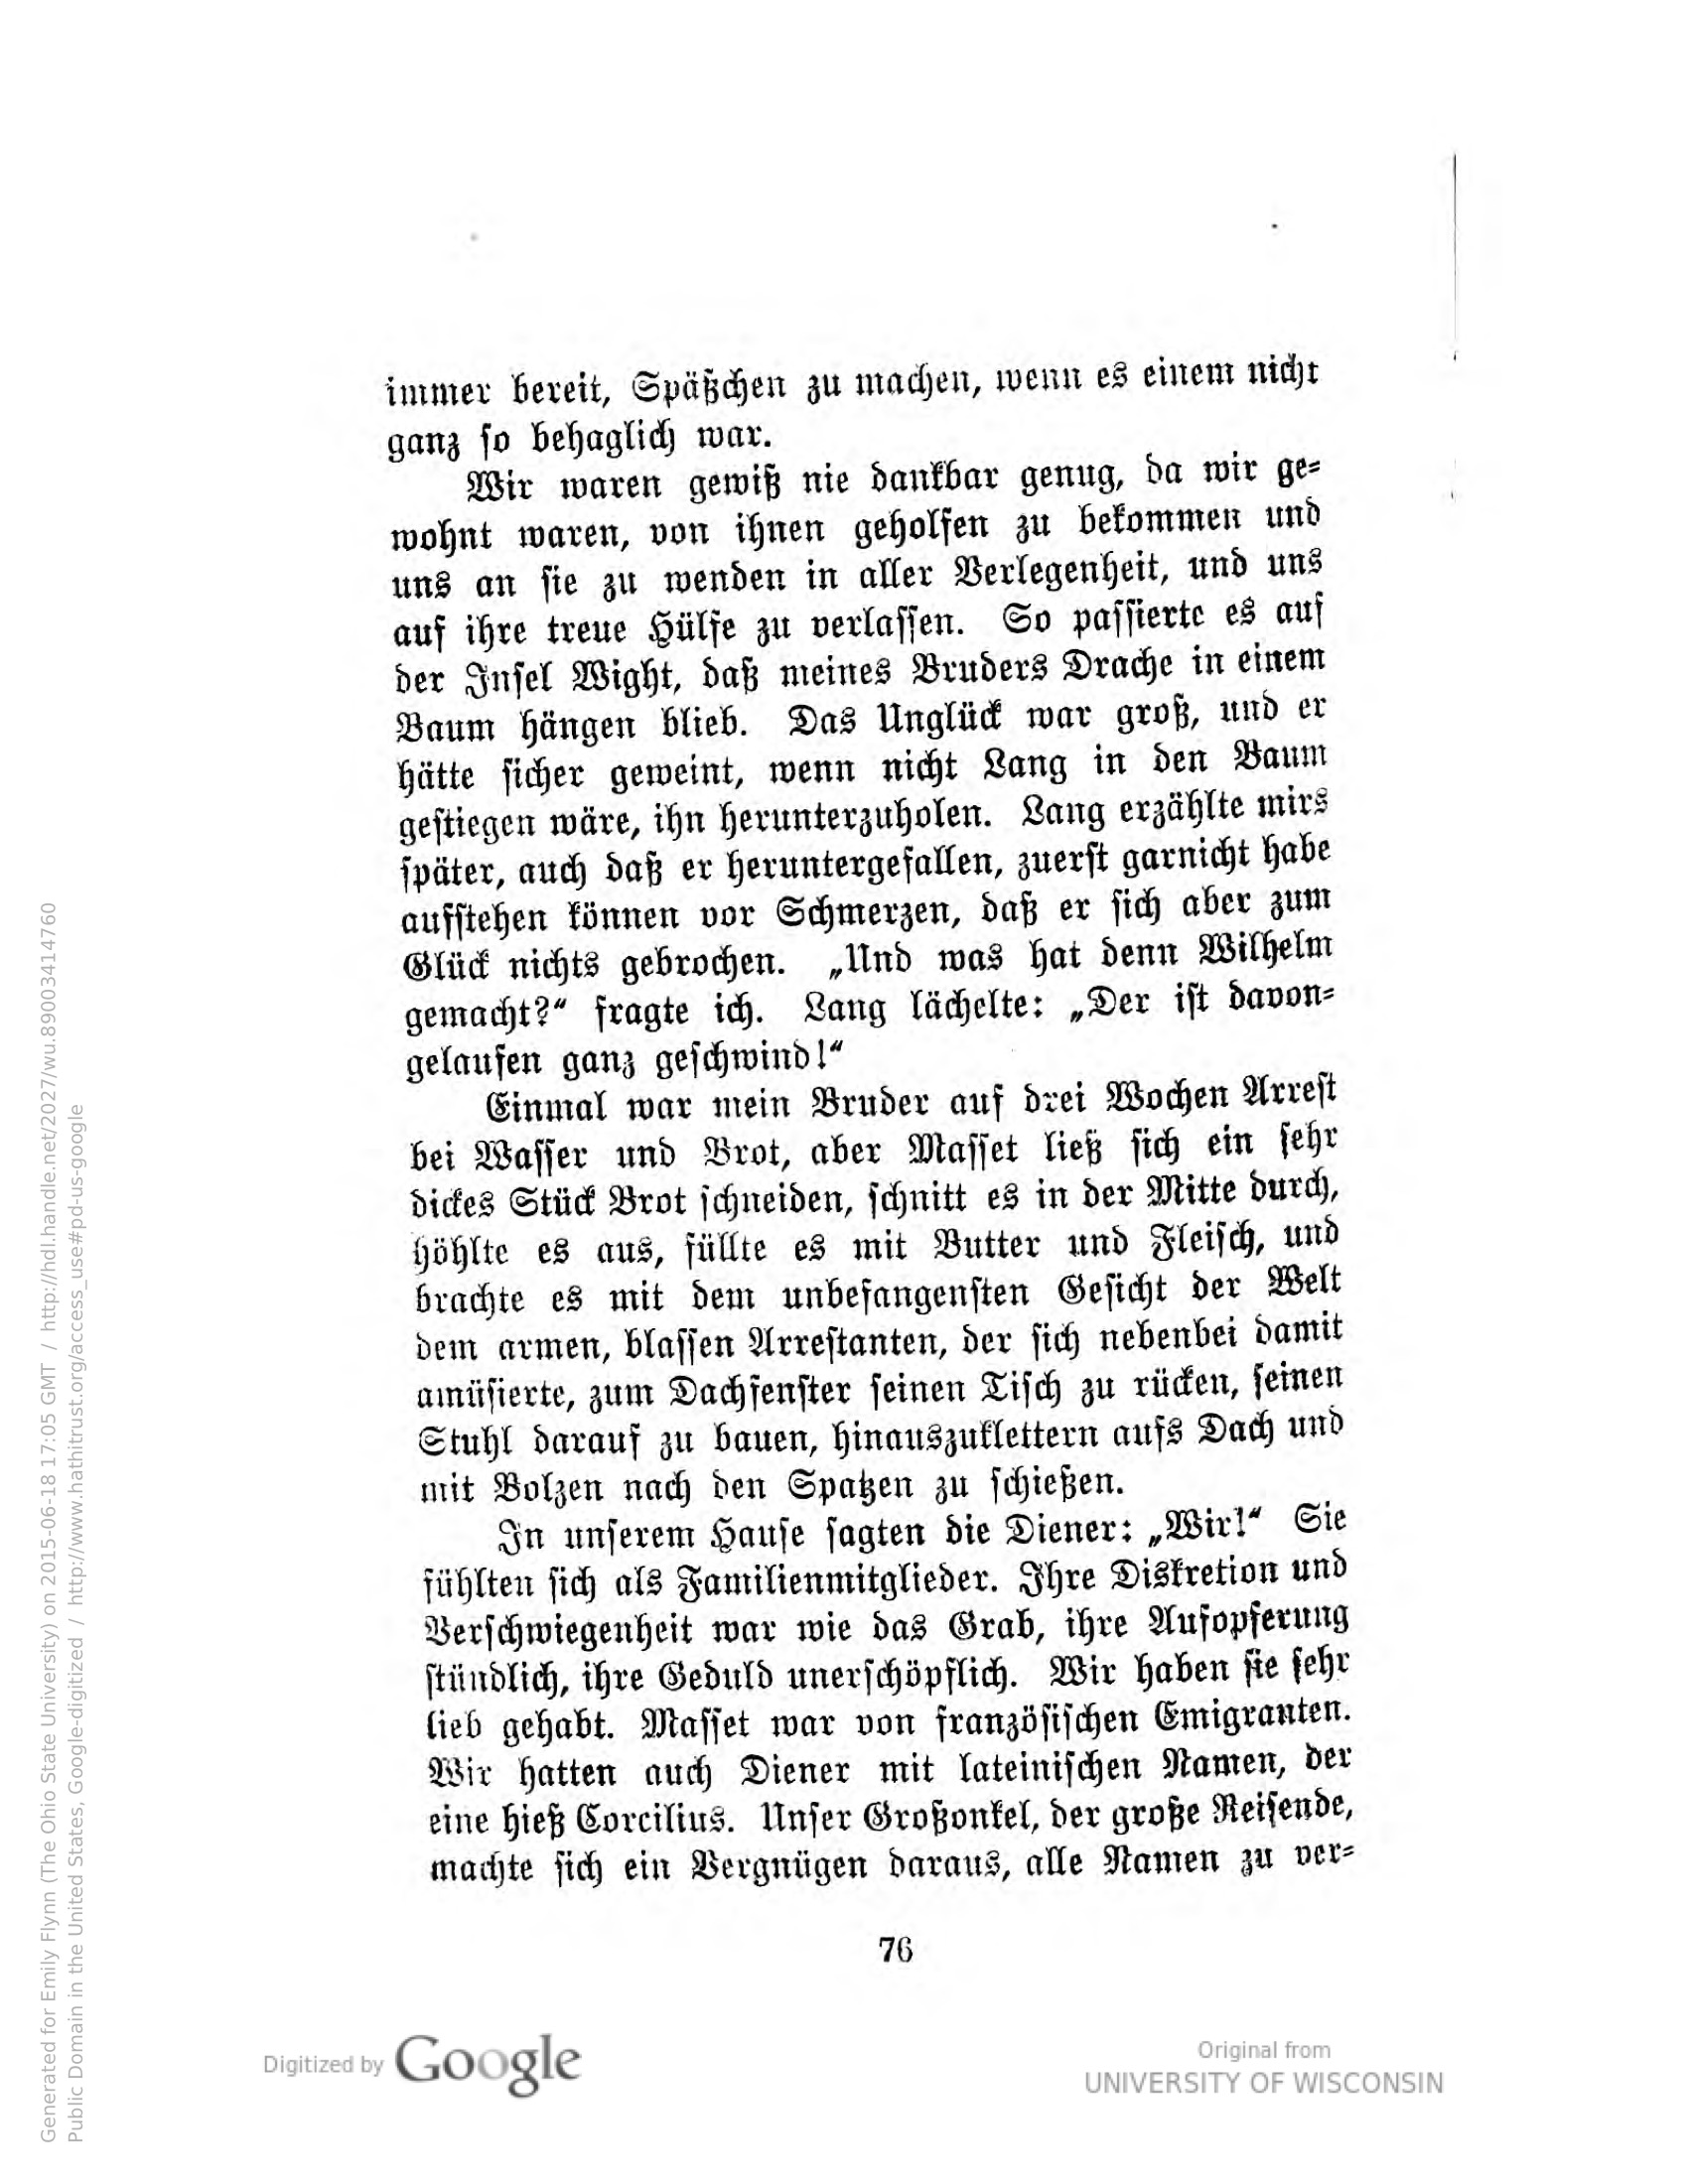 immer bereit, Späßchen zu machen, wenn es einem nicht
ganz so behaglich war.
Wir waren gewiß nie dankbar genug, da wir ge=
wohnt waren, von ihnen geholfen zu bekommen und
uns an sie zu wenden in aller Verlegenheit, und uns
auf ihre treue Hülfe zu verlassen. So passierte es auf
der Insel Wight, daß meines Bruders Drache in einem
Baum hängen blieb. Das Unglück war groß, und er
hätte sicher geweint, wenn nicht Lang in den Baum
gestiegen wäre, ihn herunterzuholen. Lang erzählte mirs
später, auch daß er heruntergefallen, zuerst garnicht habe
aufstehen können vor Schmerzen, daß er sich aber zum
Glück nichts gebrochen. „Und was hat denn Wilhelm
gemacht?“ fragte ich. Lang lächelte: „Der ist davon=
gelaufen ganz geschwind!“
Einmal war mein Bruder auf drei Wochen Arrest
bei Wasser und Brot, aber Masset ließ sich ein sehr
dickes Stück Brot schneiden, schnitt es in der Mitte durch,
höhlte es aus, füllte es mit Butter und Fleisch, und
brachte es mit dem unbefangensten Gesicht der Welt
dem armen, blassen Arrestanten, der sich nebenbei damit
amüsierte, zum Dachfenster seinen Tisch zu rücken, seinen
Stuhl darauf zu bauen, hinauszuklettern aufs Dach und
mit Bolzen nach den Spatzen zu schießen.
In unserem Hause sagten die Diener: „Wir!“ Sie
fühlten sich als Familienmitglieder. Ihre Diskretion und
Verschwiegenheit war wie das Grab, ihre Aufopferung
stündlich, ihre Geduld unerschöpflich. Wir haben sie sehr
lieb gehabt. Masset war von französischen Emigranten.
Wir hatten auch Diener mit lateinischen Namen, der
eine hieß Corcilius. Unser Großonkel, der große Reisende,
machte sich ein Vergnügen daraus, alle Namen zu ver=
76
Digitized by Google
Original from
UNIVERSITY OF WISCONSIN
Generated for Emily Flynn (The Ohio State University) on 2015-06-18 17:05 GMT / http://hdl.handle.net/2027/wu.89003414760
Public Domain in the United States, Google-digitized / http://www.hathitrust.org/access_use#pd-us-google